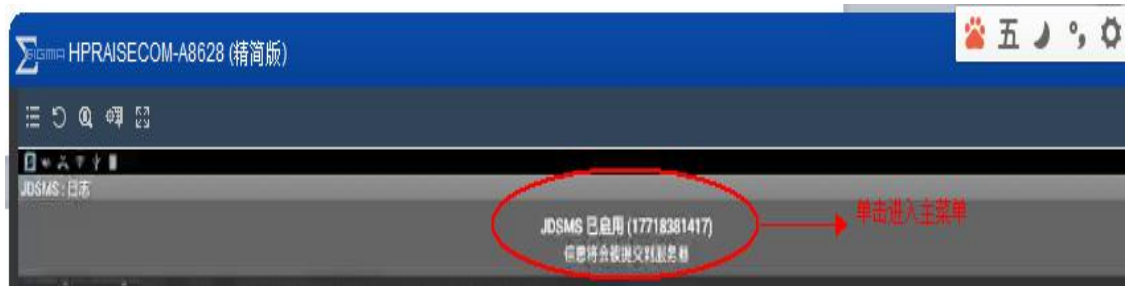 SIGMA HPRAISECOM-A8628 (精简版)
五
JDSMS : 日志
JDSMS 已启用 (17718381417)
信息将会被提交到服务器
单击进入主菜单